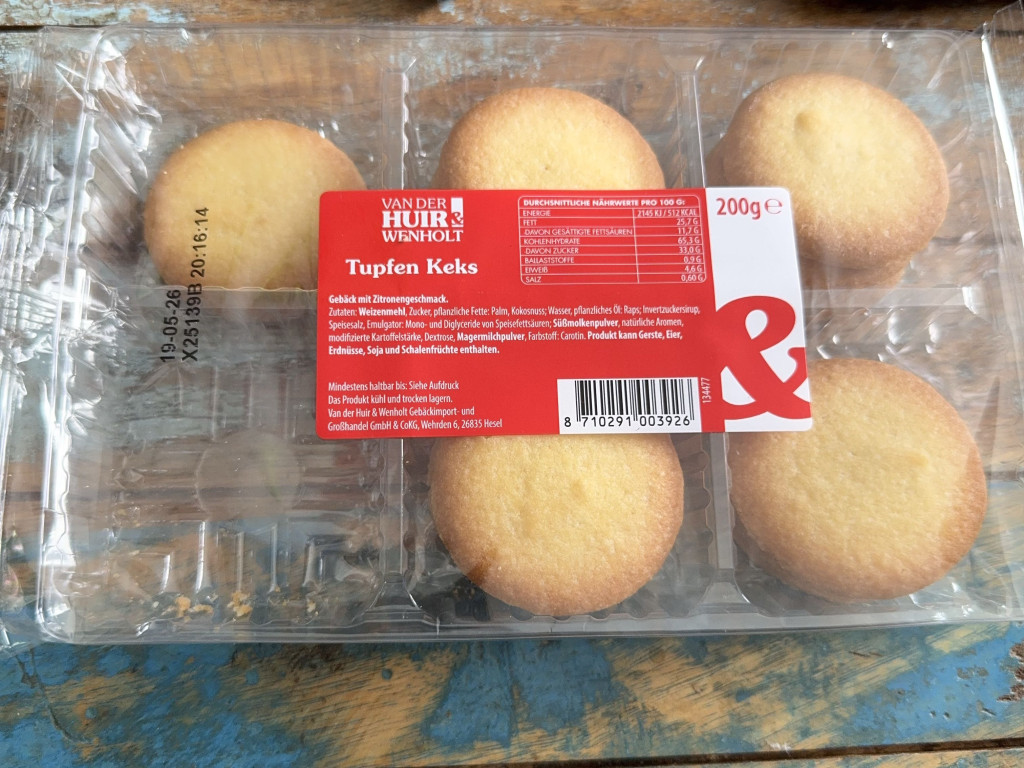 VAN DER
HUIR &
WENHOLT
Tupfen Keks
DURCHSNITTLICHE NÄHRWERTE PRO 100 G:
ENERGIE 2145 KJ / 512 KCAL
FETT 25,7 G
DAVON GESÄTTIGTE FETTSÄUREN 11,7 G
KOHLENHYDRATE 65,3 G
DAVON ZUCKER 33,0 G
BALLASTSTOFFE 0,9 G
EIWEIß 4,6 G
SALZ 0,60 G
200g ℮
Gebäck mit Zitronengeschmack.
Zutaten: Weizenmehl, Zucker, pflanzliche Fette: Palm, Kokosnuss; Wasser, pflanzliches Öl: Raps; Invertzuckersirup,
Speisesalz, Emulgator: Mono- und Diglyceride von Speisefettsäuren; Süßmolkenpulver, natürliche Aromen,
modifizierte Kartoffelstärke, Dextrose, Magermilchpulver, Farbstoff: Carotin. Produkt kann Gerste, Eier,
Erdnüsse, Soja und Schalenfrüchte enthalten.
Mindestens haltbar bis: Siehe Aufdruck
Das Produkt kühl und trocken lagern.
Van der Huir & Wenholt Gebäckimport- und
Großhandel GmbH & CoKG, Wehrden 6, 26835 Hesel
8 710291 003926
134477
&
19-05-26
X25139B 20:16:14